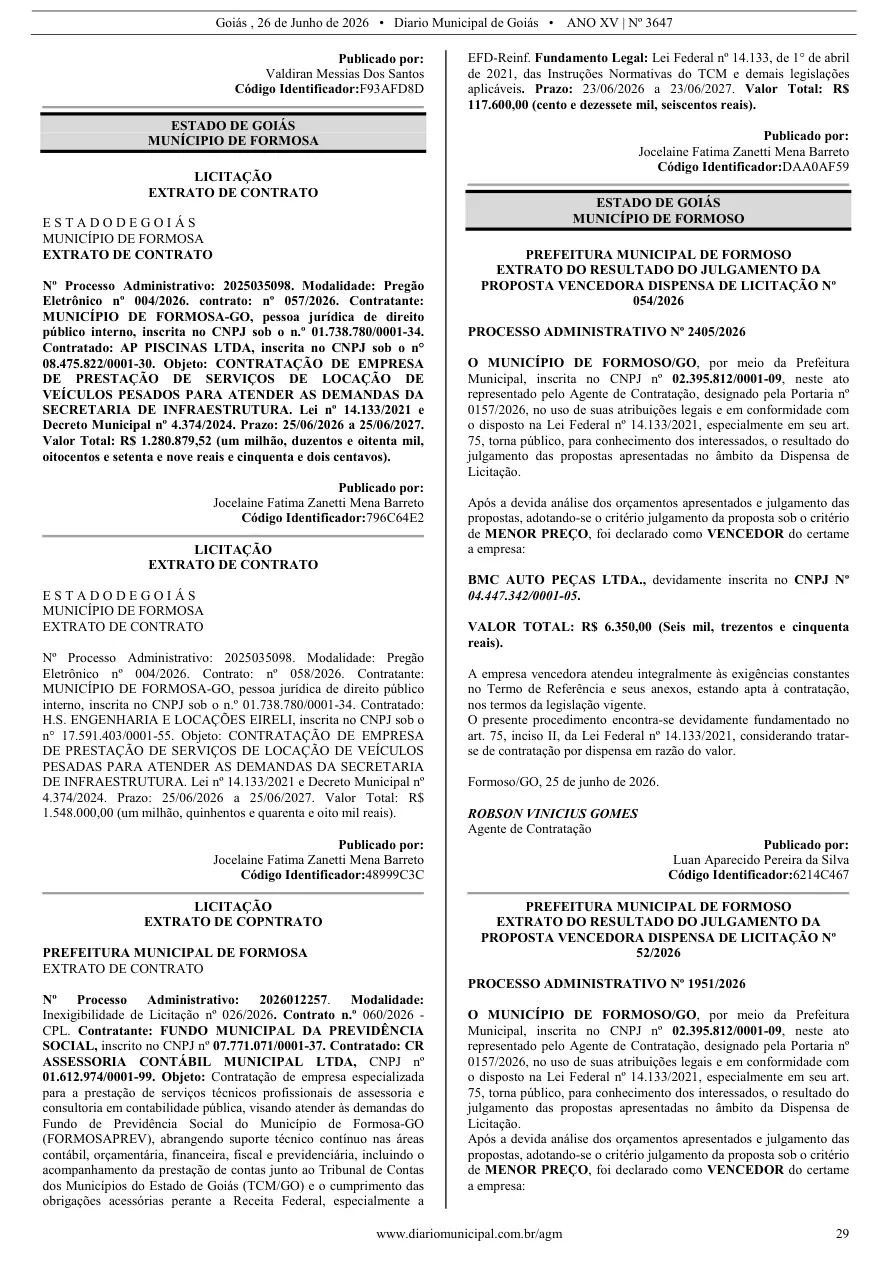 Goiás , 26 de Junho de 2026 • Diario Municipal de Goiás • ANO XV | Nº 3647
Publicado por:
Valdiran Messias Dos Santos
Código Identificador:F93AFD8D
ESTADO DE GOIÁS
MUNÍCIPIO DE FORMOSA
LICITAÇÃO
EXTRATO DE CONTRATO
E S T A D O D E G O I Á S
MUNICÍPIO DE FORMOSA
EXTRATO DE CONTRATO
Nº Processo Administrativo: 2025035098. Modalidade: Pregão
Eletrônico nº 004/2026. contrato: nº 057/2026. Contratante:
MUNICÍPIO DE FORMOSA-GO, pessoa jurídica de direito
público interno, inscrita no CNPJ sob o n.º 01.738.780/0001-34.
Contratado: AP PISCINAS LTDA, inscrita no CNPJ sob o n°
08.475.822/0001-30. Objeto: CONTRATAÇÃO DE EMPRESA
DE PRESTAÇÃO DE SERVIÇOS DE LOCAÇÃO DE
VEÍCULOS PESADOS PARA ATENDER AS DEMANDAS DA
SECRETARIA DE INFRAESTRUTURA. Lei nº 14.133/2021 e
Decreto Municipal nº 4.374/2024. Prazo: 25/06/2026 a 25/06/2027.
Valor Total: R$ 1.280.879,52 (um milhão, duzentos e oitenta mil,
oitocentos e setenta e nove reais e cinquenta e dois centavos).
Publicado por:
Jocelaine Fatima Zanetti Mena Barreto
Código Identificador:796C64E2
LICITAÇÃO
EXTRATO DE CONTRATO
E S T A D O D E G O I Á S
MUNICÍPIO DE FORMOSA
EXTRATO DE CONTRATO
Nº Processo Administrativo: 2025035098. Modalidade: Pregão
Eletrônico nº 004/2026. Contrato: nº 058/2026. Contratante:
MUNICÍPIO DE FORMOSA-GO, pessoa jurídica de direito público
interno, inscrita no CNPJ sob o n.º 01.738.780/0001-34. Contratado:
H.S. ENGENHARIA E LOCAÇÕES EIRELI, inscrita no CNPJ sob o
n° 17.591.403/0001-55. Objeto: CONTRATAÇÃO DE EMPRESA
DE PRESTAÇÃO DE SERVIÇOS DE LOCAÇÃO DE VEÍCULOS
PESADAS PARA ATENDER AS DEMANDAS DA SECRETARIA
DE INFRAESTRUTURA. Lei nº 14.133/2021 e Decreto Municipal nº
4.374/2024. Prazo: 25/06/2026 a 25/06/2027. Valor Total: R$
1.548.000,00 (um milhão, quinhentos e quarenta e oito mil reais).
Publicado por:
Jocelaine Fatima Zanetti Mena Barreto
Código Identificador:48999C3C
LICITAÇÃO
EXTRATO DE COPNTRATO
PREFEITURA MUNICIPAL DE FORMOSA
EXTRATO DE CONTRATO
Nº Processo Administrativo: 2026012257. Modalidade:
Inexigibilidade de Licitação nº 026/2026. Contrato n.º 060/2026 -
CPL. Contratante: FUNDO MUNICIPAL DA PREVIDÊNCIA
SOCIAL, inscrito no CNPJ nº 07.771.071/0001-37. Contratado: CR
ASSESSORIA CONTÁBIL MUNICIPAL LTDA, CNPJ nº
01.612.974/0001-99. Objeto: Contratação de empresa especializada
para a prestação de serviços técnicos profissionais de assessoria e
consultoria em contabilidade pública, visando atender às demandas do
Fundo de Previdência Social do Município de Formosa-GO
(FORMOSAPREV), abrangendo suporte técnico contínuo nas áreas
contábil, orçamentária, financeira, fiscal e previdenciária, incluindo o
acompanhamento da prestação de contas junto ao Tribunal de Contas
dos Municípios do Estado de Goiás (TCM/GO) e o cumprimento das
obrigações acessórias perante a Receita Federal, especialmente a
EFD-Reinf. Fundamento Legal: Lei Federal nº 14.133, de 1° de abril
de 2021, das Instruções Normativas do TCM e demais legislações
aplicáveis. Prazo: 23/06/2026 a 23/06/2027. Valor Total: R$
117.600,00 (cento e dezessete mil, seiscentos reais).
Publicado por:
Jocelaine Fatima Zanetti Mena Barreto
Código Identificador:DAA0AF59
ESTADO DE GOIÁS
MUNICÍPIO DE FORMOSO
PREFEITURA MUNICIPAL DE FORMOSO
EXTRATO DO RESULTADO DO JULGAMENTO DA
PROPOSTA VENCEDORA DISPENSA DE LICITAÇÃO Nº
054/2026
PROCESSO ADMINISTRATIVO Nº 2405/2026
O MUNICÍPIO DE FORMOSO/GO, por meio da Prefeitura
Municipal, inscrita no CNPJ nº 02.395.812/0001-09, neste ato
representado pelo Agente de Contratação, designado pela Portaria nº
0157/2026, no uso de suas atribuições legais e em conformidade com
o disposto na Lei Federal nº 14.133/2021, especialmente em seu art.
75, torna público, para conhecimento dos interessados, o resultado do
julgamento das propostas apresentadas no âmbito da Dispensa de
Licitação.
Após a devida análise dos orçamentos apresentados e julgamento das
propostas, adotando-se o critério julgamento da proposta sob o critério
de MENOR PREÇO, foi declarado como VENCEDOR do certame
a empresa:
BMC AUTO PEÇAS LTDA., devidamente inscrita no CNPJ Nº
04.447.342/0001-05.
VALOR TOTAL: R$ 6.350,00 (Seis mil, trezentos e cinquenta
reais).
A empresa vencedora atendeu integralmente às exigências constantes
no Termo de Referência e seus anexos, estando apta à contratação,
nos termos da legislação vigente.
O presente procedimento encontra-se devidamente fundamentado no
art. 75, inciso II, da Lei Federal nº 14.133/2021, considerando tratar-
se de contratação por dispensa em razão do valor.
Formoso/GO, 25 de junho de 2026.
ROBSON VINICIUS GOMES
Agente de Contratação
Publicado por:
Luan Aparecido Pereira da Silva
Código Identificador:6214C467
PREFEITURA MUNICIPAL DE FORMOSO
EXTRATO DO RESULTADO DO JULGAMENTO DA
PROPOSTA VENCEDORA DISPENSA DE LICITAÇÃO Nº
52/2026
PROCESSO ADMINISTRATIVO Nº 1951/2026
O MUNICÍPIO DE FORMOSO/GO, por meio da Prefeitura
Municipal, inscrita no CNPJ nº 02.395.812/0001-09, neste ato
representado pelo Agente de Contratação, designado pela Portaria nº
0157/2026, no uso de suas atribuições legais e em conformidade com
o disposto na Lei Federal nº 14.133/2021, especialmente em seu art.
75, torna público, para conhecimento dos interessados, o resultado do
julgamento das propostas apresentadas no âmbito da Dispensa de
Licitação.
Após a devida análise dos orçamentos apresentados e julgamento das
propostas, adotando-se o critério julgamento da proposta sob o critério
de MENOR PREÇO, foi declarado como VENCEDOR do certame
a empresa:
www.diariomunicipal.com.br/agm 29